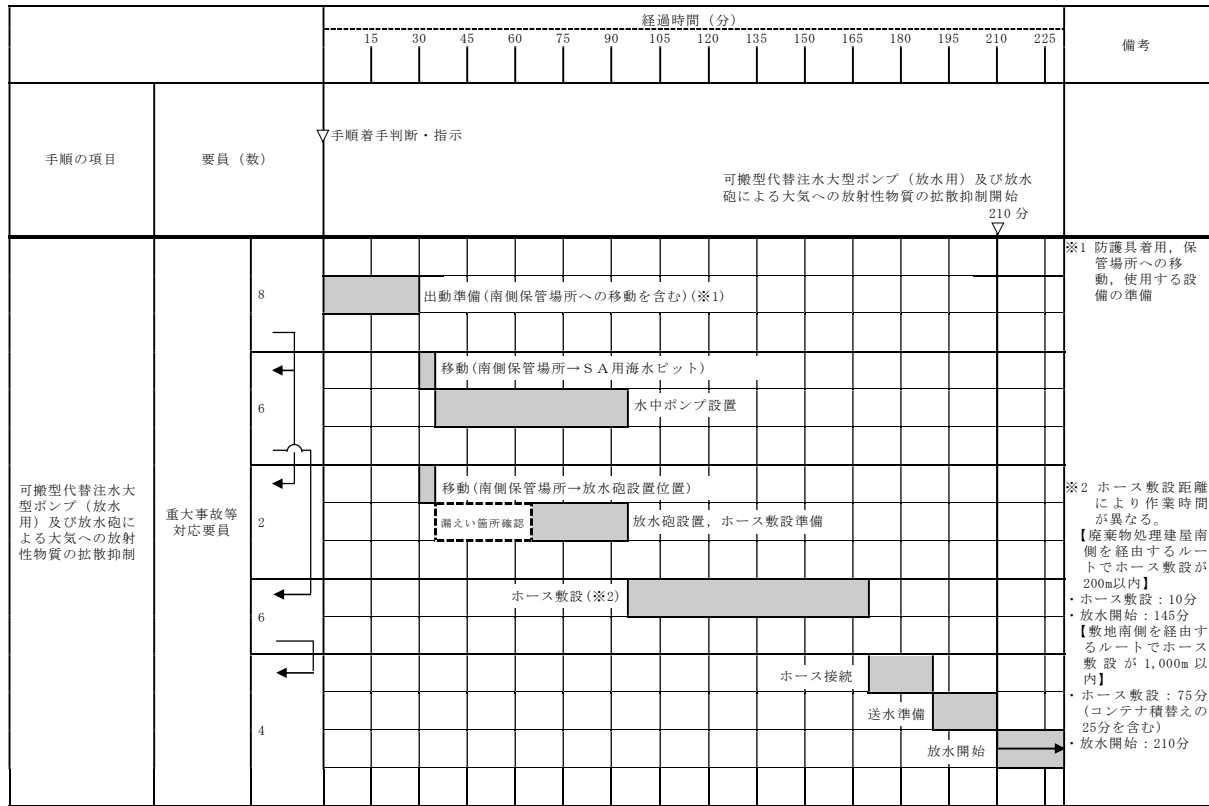 経過時間（分）
15 30 45 60 75 90 105 120 135 150 165 180 195 210 225
備考
手順の項目
要員（数）
▽手順着手判断・指示
可搬型代替注水大型ポンプ（放水用）及び放水
砲による大気への放射性物質の拡散抑制開始
210 分
▽
可搬型代替注水大
型ポンプ（放水
用）及び放水砲に
よる大気への放射
性物質の拡散抑制
重大事故等
対応要員
8
出動準備(南側保管場所への移動を含む)(※1)
6
移動(南側保管場所→ＳＡ用海水ピット)
水中ポンプ設置
2
移動(南側保管場所→放水砲設置位置)
漏えい箇所確認
放水砲設置，ホース敷設準備
6
ホース敷設(※2)
4
ホース接続
送水準備
放水開始
※1 防護具着用，保
管場所への移
動，使用する設
備の準備
※2 ホース敷設距離
により作業時間
が異なる。
【廃棄物処理建屋南
側を経由するルー
トでホース敷設が
200m以内】
・ホース敷設：10分
・放水開始：145分
【敷地南側を経由す
るルートでホース
敷設が1,000m以
内】
・ホース敷設：75分
(コンテナ積替えの
25分を含む)
・放水開始：210分